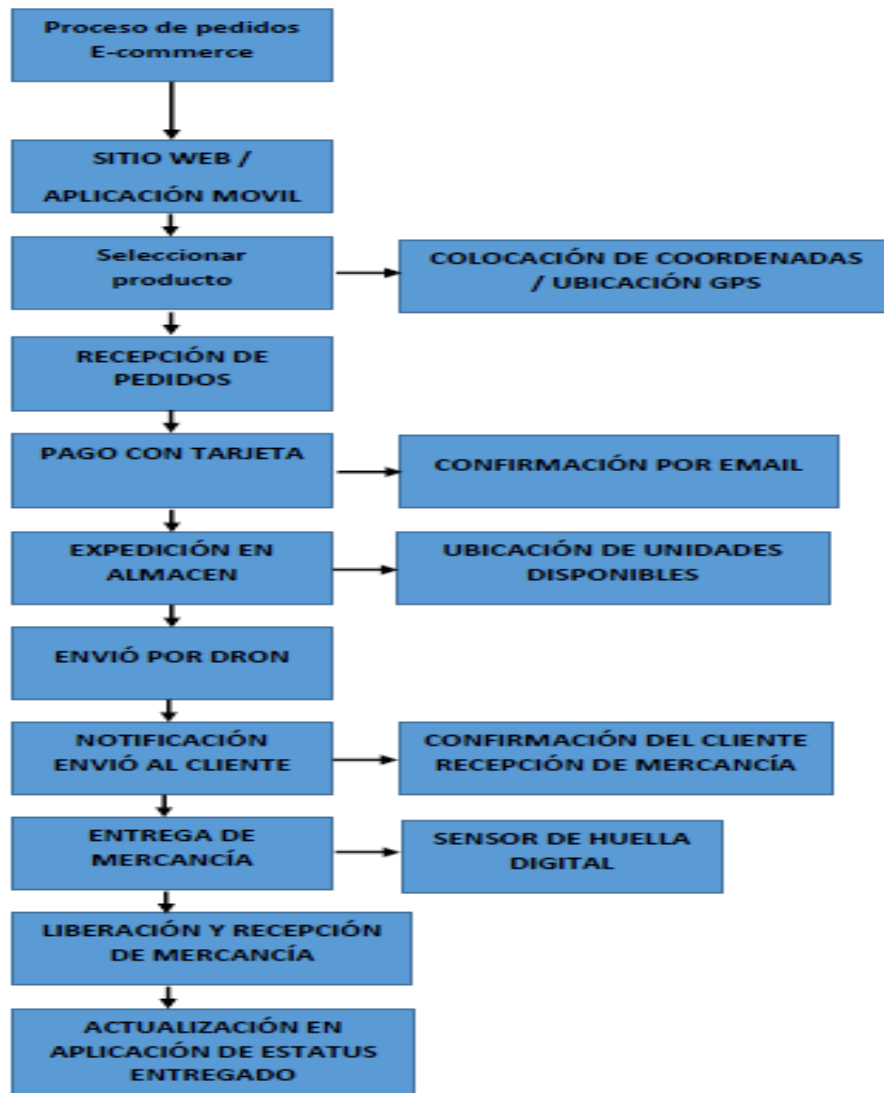 Proceso de pedidos
E-commerce
SITIO WEB /
APLICACIÓN MOVIL
Seleccionar
producto
COLOCACIÓN DE COORDENADAS
/ UBICACIÓN GPS
RECEPCIÓN DE
PEDIDOS
PAGO CON TARJETA
CONFIRMACIÓN POR EMAIL
EXPEDICIÓN EN
ALMACEN
UBICACIÓN DE UNIDADES
DISPONIBLES
ENVIÓ POR DRON
NOTIFICACIÓN
ENVIÓ AL CLIENTE
CONFIRMACIÓN DEL CLIENTE
RECEPCIÓN DE MERCANCÍA
ENTREGA DE
MERCANCÍA
SENSOR DE HUELLA
DIGITAL
LIBERACIÓN Y RECEPCIÓN
DE MERCANCÍA
ACTUALIZACIÓN EN
APLICACIÓN DE ESTATUS
ENTREGADO